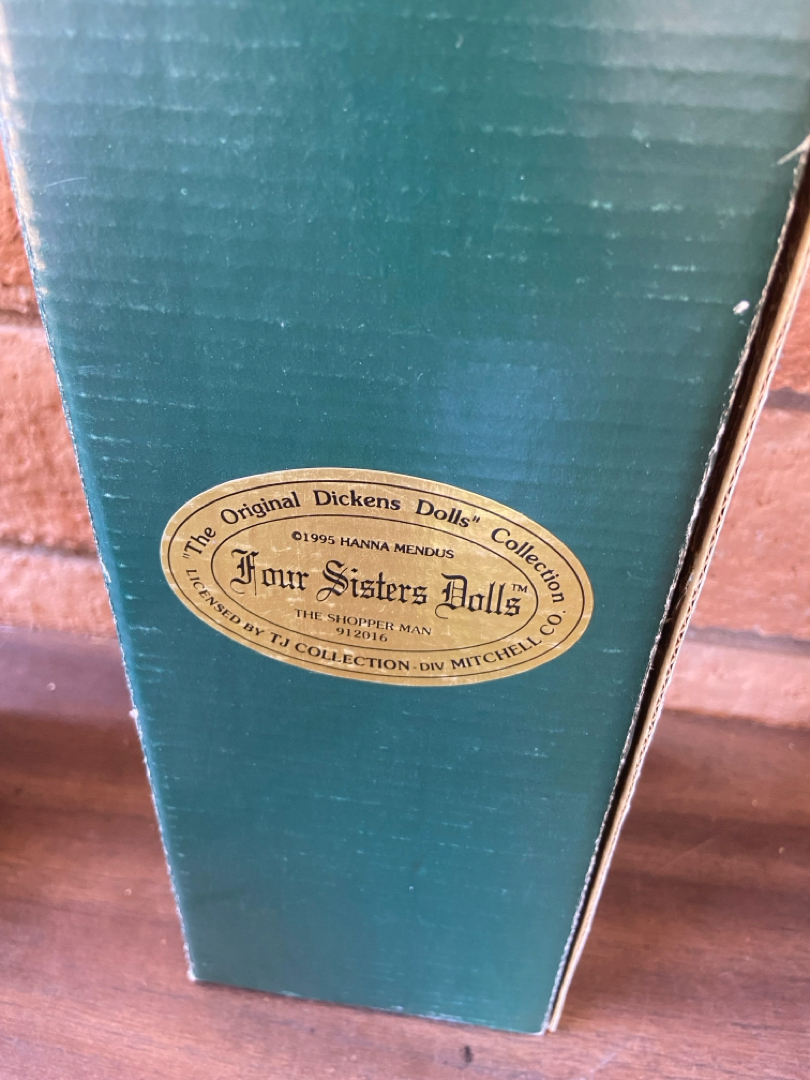 "The Original Dickens Dolls" Collection
©1995 HANNA MENDUS
Four Sisters Dolls™
THE SHOPPER MAN
912016
LICENSED BY TJ COLLECTION - DIV MITCHELL CO.